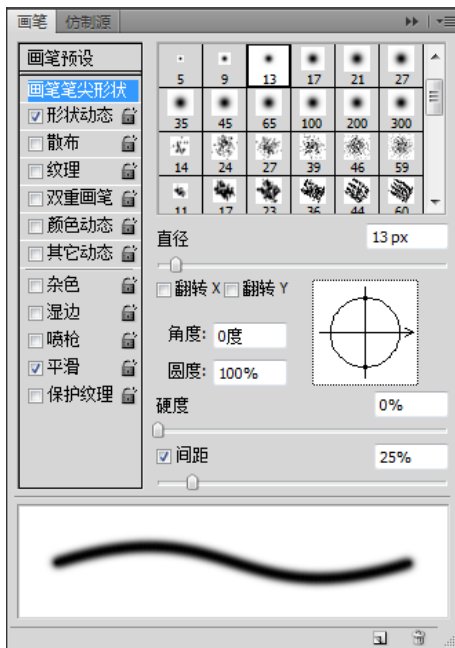 画笔 仿制源
画笔预设
画笔笔尖形状
形状动态
散布
纹理
双重画笔
颜色动态
其它动态
杂色
湿边
喷枪
平滑
保护纹理
5 9 13 17 21 27
35 45 65 100 200 300
14 24 27 39 46 59
11 17 23 36 44 60
直径 13 px
翻转 X 翻转 Y
角度: 0度
圆度: 100%
硬度 0%
间距 25%